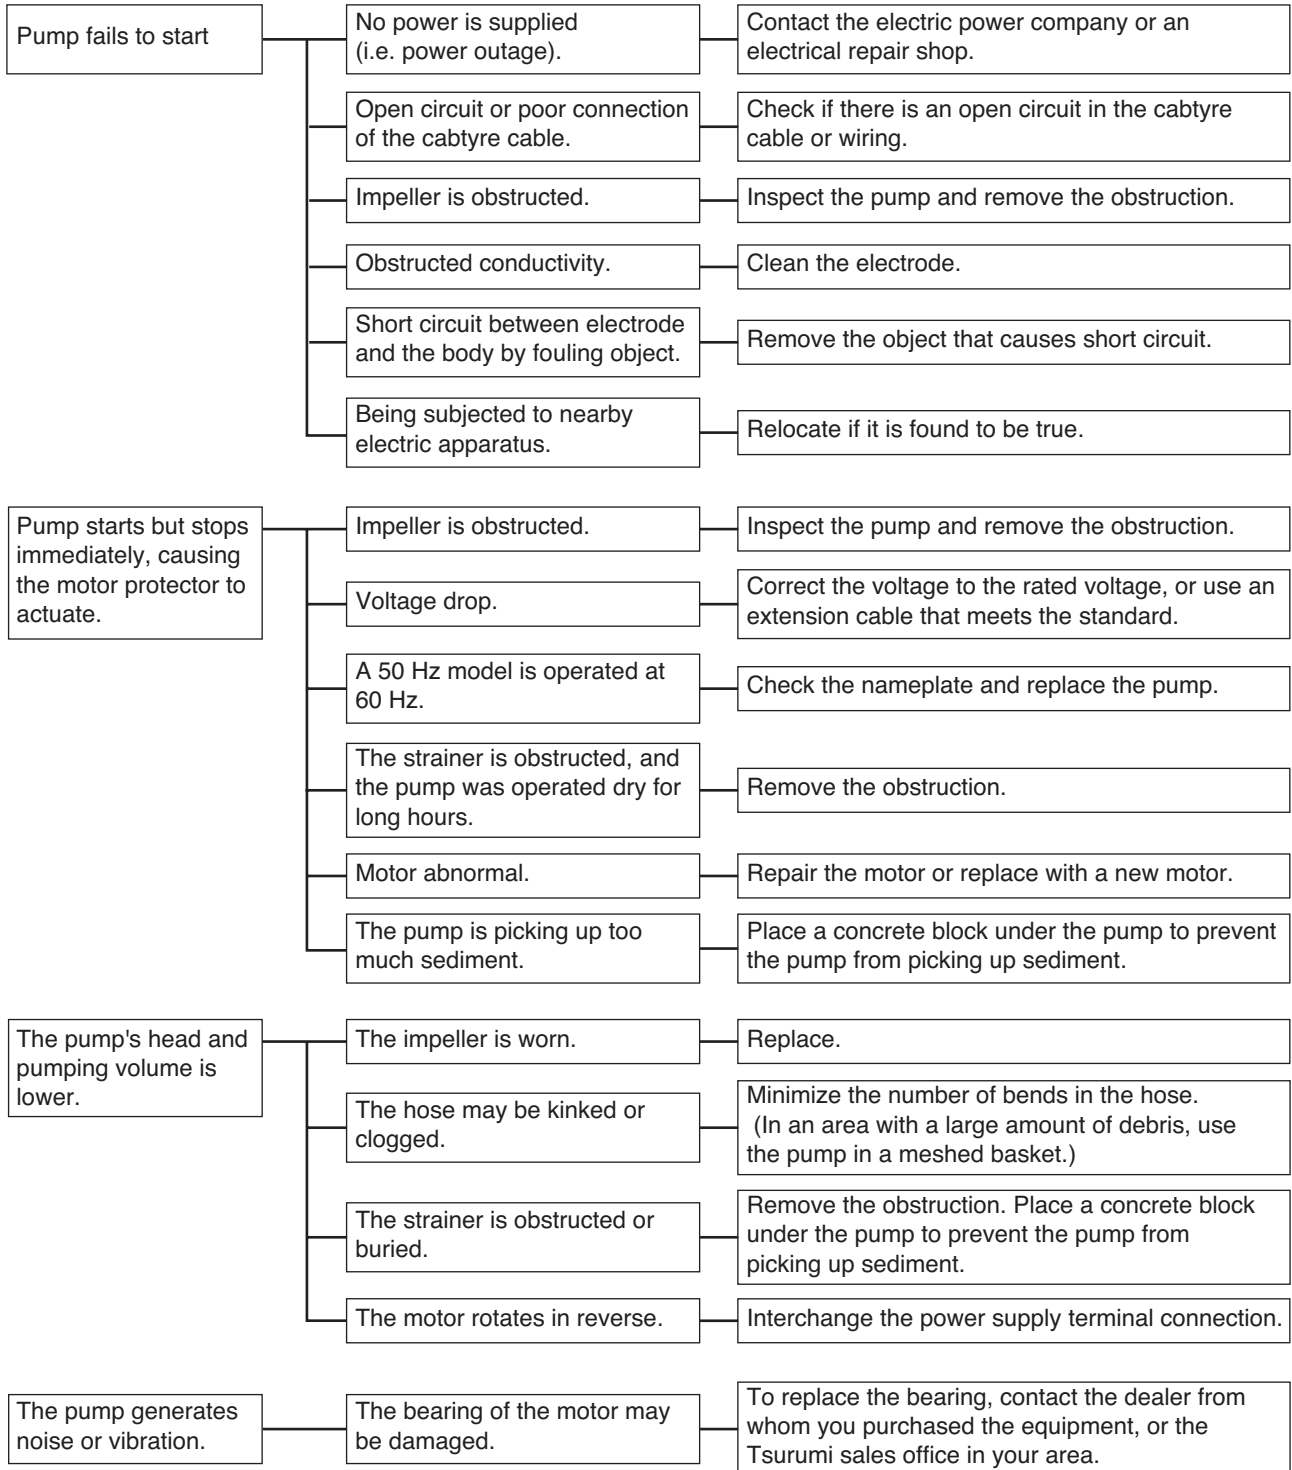 Pump fails to start
No power is supplied
(i.e. power outage).
Contact the electric power company or an
electrical repair shop.
Open circuit or poor connection
of the cabtyre cable.
Check if there is an open circuit in the cabtyre
cable or wiring.
Impeller is obstructed.
Inspect the pump and remove the obstruction.
Obstructed conductivity.
Clean the electrode.
Short circuit between electrode
and the body by fouling object.
Remove the object that causes short circuit.
Being subjected to nearby
electric apparatus.
Relocate if it is found to be true.
Pump starts but stops
immediately, causing
the motor protector to
actuate.
Impeller is obstructed.
Inspect the pump and remove the obstruction.
Voltage drop.
Correct the voltage to the rated voltage, or use an
extension cable that meets the standard.
A 50 Hz model is operated at
60 Hz.
Check the nameplate and replace the pump.
The strainer is obstructed, and
the pump was operated dry for
long hours.
Remove the obstruction.
Motor abnormal.
Repair the motor or replace with a new motor.
The pump is picking up too
much sediment.
Place a concrete block under the pump to prevent
the pump from picking up sediment.
The pump's head and
pumping volume is
lower.
The impeller is worn.
Replace.
The hose may be kinked or
clogged.
Minimize the number of bends in the hose.
(In an area with a large amount of debris, use
the pump in a meshed basket.)
The strainer is obstructed or
buried.
Remove the obstruction. Place a concrete block
under the pump to prevent the pump from
picking up sediment.
The motor rotates in reverse.
Interchange the power supply terminal connection.
The pump generates
noise or vibration.
The bearing of the motor may
be damaged.
To replace the bearing, contact the dealer from
whom you purchased the equipment, or the
Tsurumi sales office in your area.